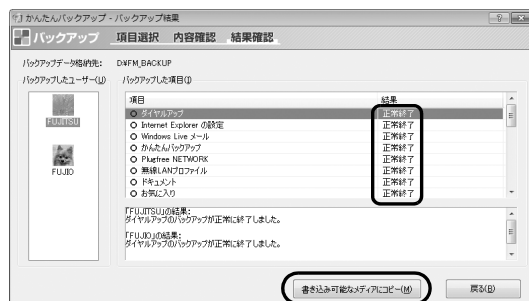 かんたんバックアップ - バックアップ結果
バックアップ 項目選択 内容確認 結果確認
バックアップデータ格納先: D:¥FM_BACKUP
バックアップしたユーザー(U) バックアップした項目(I)
項目 結果
ダイヤルアップ 正常終了
Internet Explorer の設定 正常終了
Windows Live メール 正常終了
かんたんバックアップ 正常終了
Plugfree NETWORK 正常終了
無線LANプロファイル 正常終了
ドキュメント 正常終了
お気に入り 正常終了
FUJITSU
FUJIO
「FUJITSU」の結果:
ダイヤルアップのバックアップが正常に終了しました。
「FUJIO」の結果:
ダイヤルアップのバックアップが正常に終了しました。
書き込み可能なメディアにコピー(M) 戻る(B)